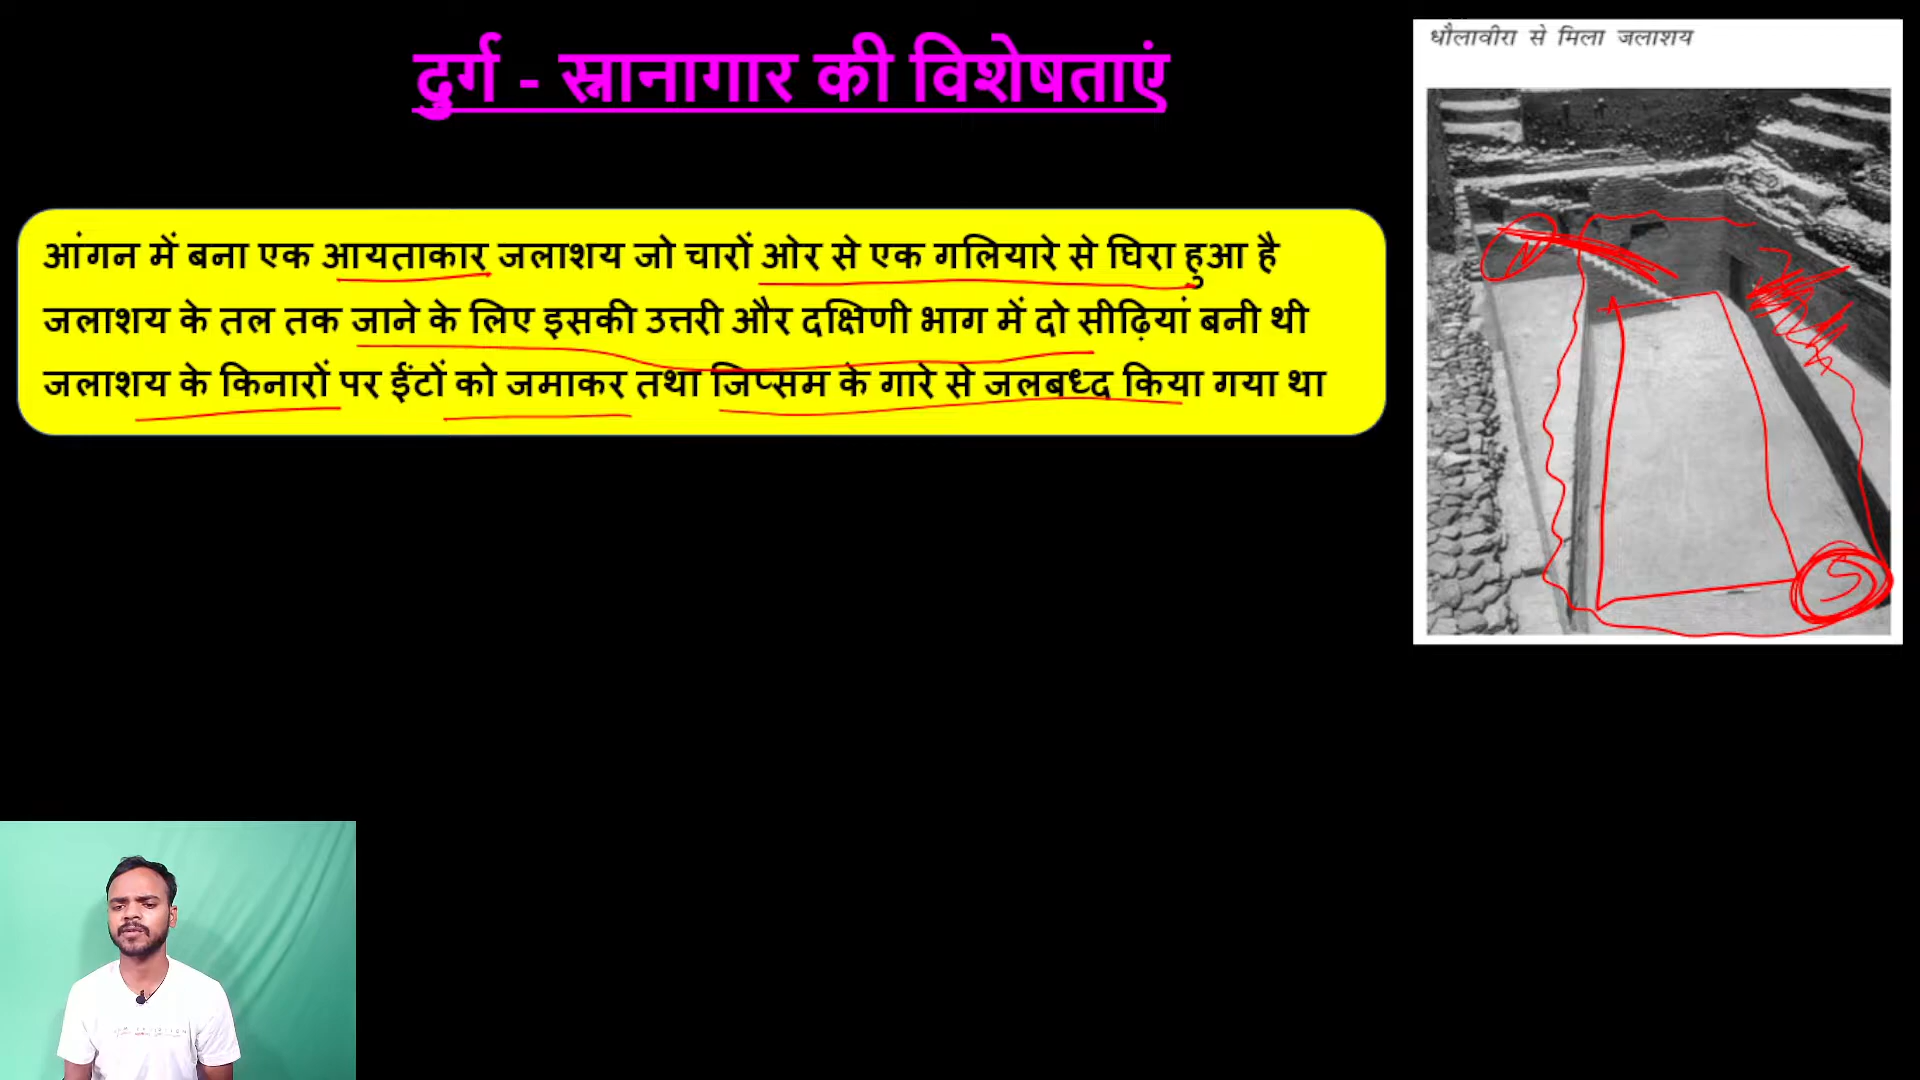 दुर्ग - स्नानागार की विशेषताएं
धौलावीरा से मिला जलाशय
आंगन में बना एक आयताकार जलाशय जो चारों ओर से एक गलियारे से घिरा हुआ है
जलाशय के तल तक जाने के लिए इसकी उत्तरी और दक्षिणी भाग में दो सीढ़ियां बनी थी
जलाशय के किनारों पर ईंटों को जमाकर तथा जिप्सम के गारे से जलबध्द किया गया था
N
S